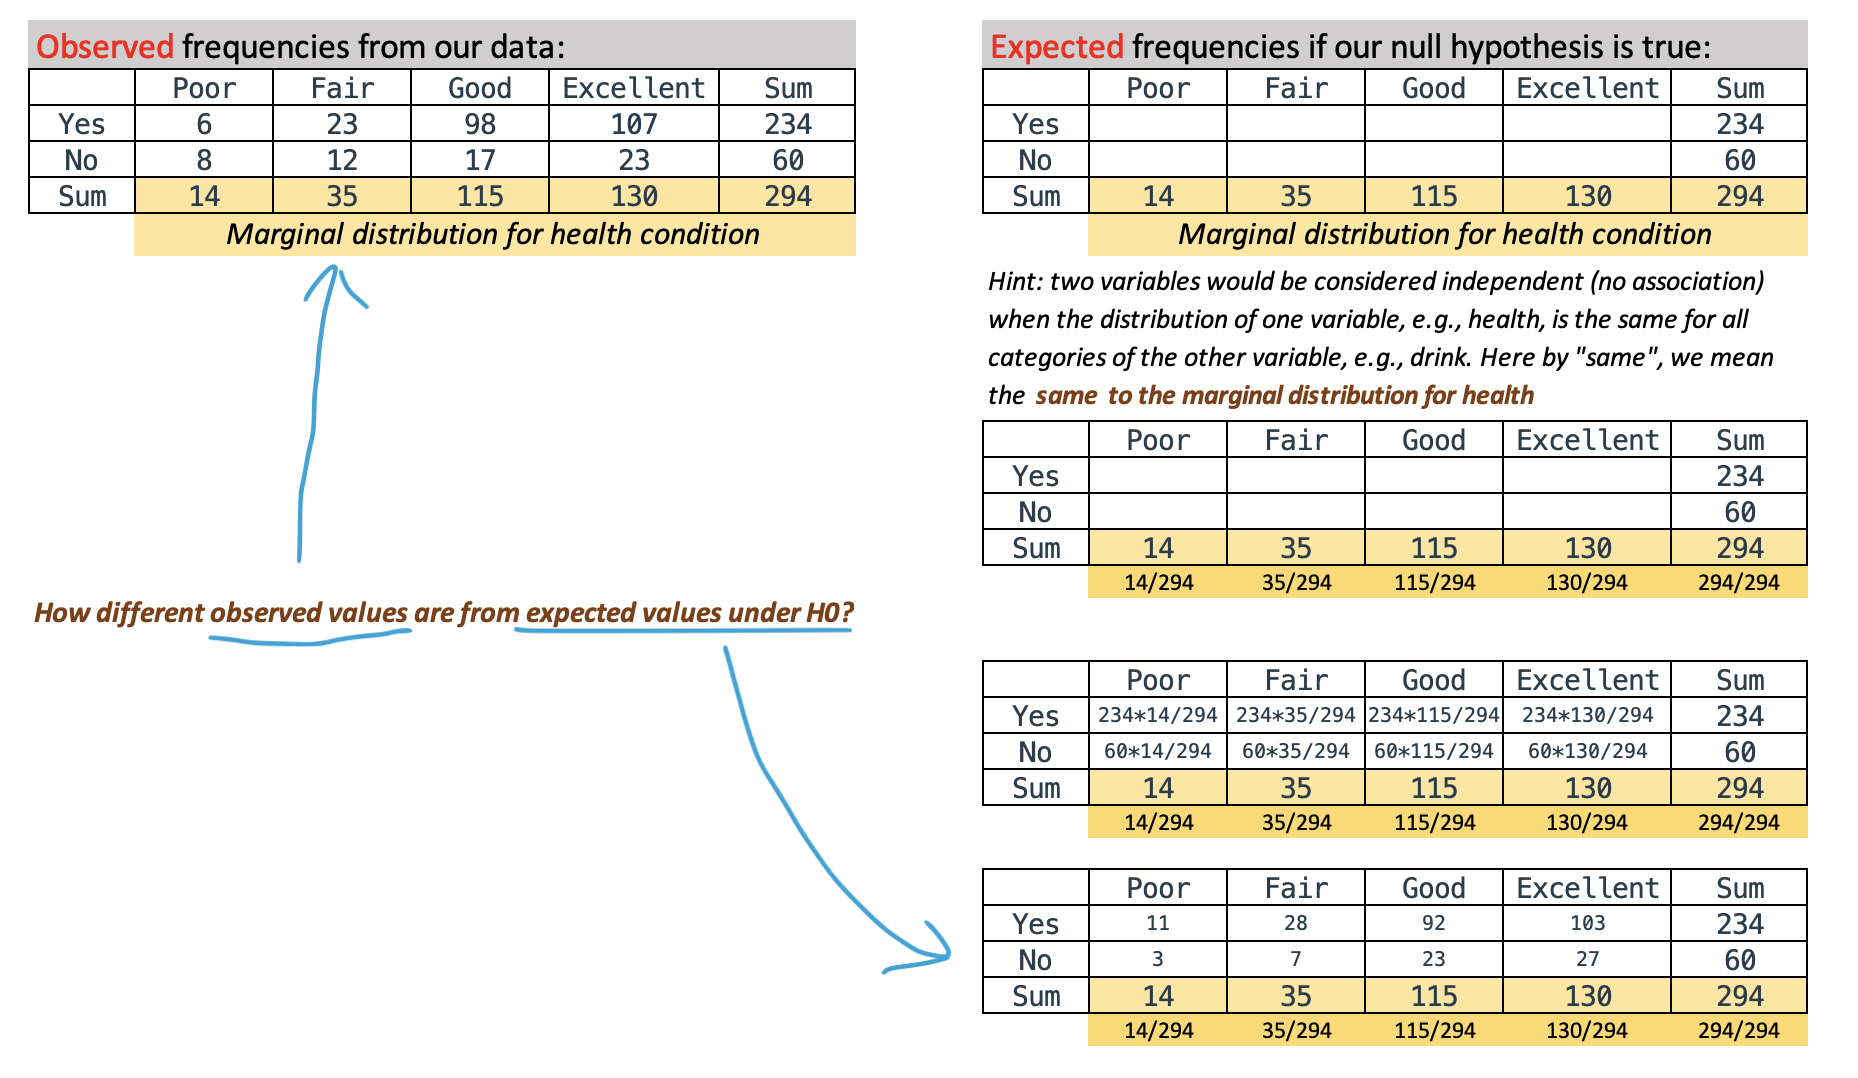 Observed frequencies from our data:
Poor Fair Good Excellent Sum
Yes 6 23 98 107 234
No 8 12 17 23 60
Sum 14 35 115 130 294
Marginal distribution for health condition
How different observed values are from expected values under H0?
Expected frequencies if our null hypothesis is true:
Poor Fair Good Excellent Sum
Yes 234
No 60
Sum 14 35 115 130 294
Marginal distribution for health condition
Hint: two variables would be considered independent (no association)
when the distribution of one variable, e.g., health, is the same for all
categories of the other variable, e.g., drink. Here by "same", we mean
the same to the marginal distribution for health
Poor Fair Good Excellent Sum
Yes 234
No 60
Sum 14 35 115 130 294
14/294 35/294 115/294 130/294 294/294
Poor Fair Good Excellent Sum
Yes 234*14/294 234*35/294 234*115/294 234*130/294 234
No 60*14/294 60*35/294 60*115/294 60*130/294 60
Sum 14 35 115 130 294
14/294 35/294 115/294 130/294 294/294
Poor Fair Good Excellent Sum
Yes 11 28 92 103 234
No 3 7 23 27 60
Sum 14 35 115 130 294
14/294 35/294 115/294 130/294 294/294